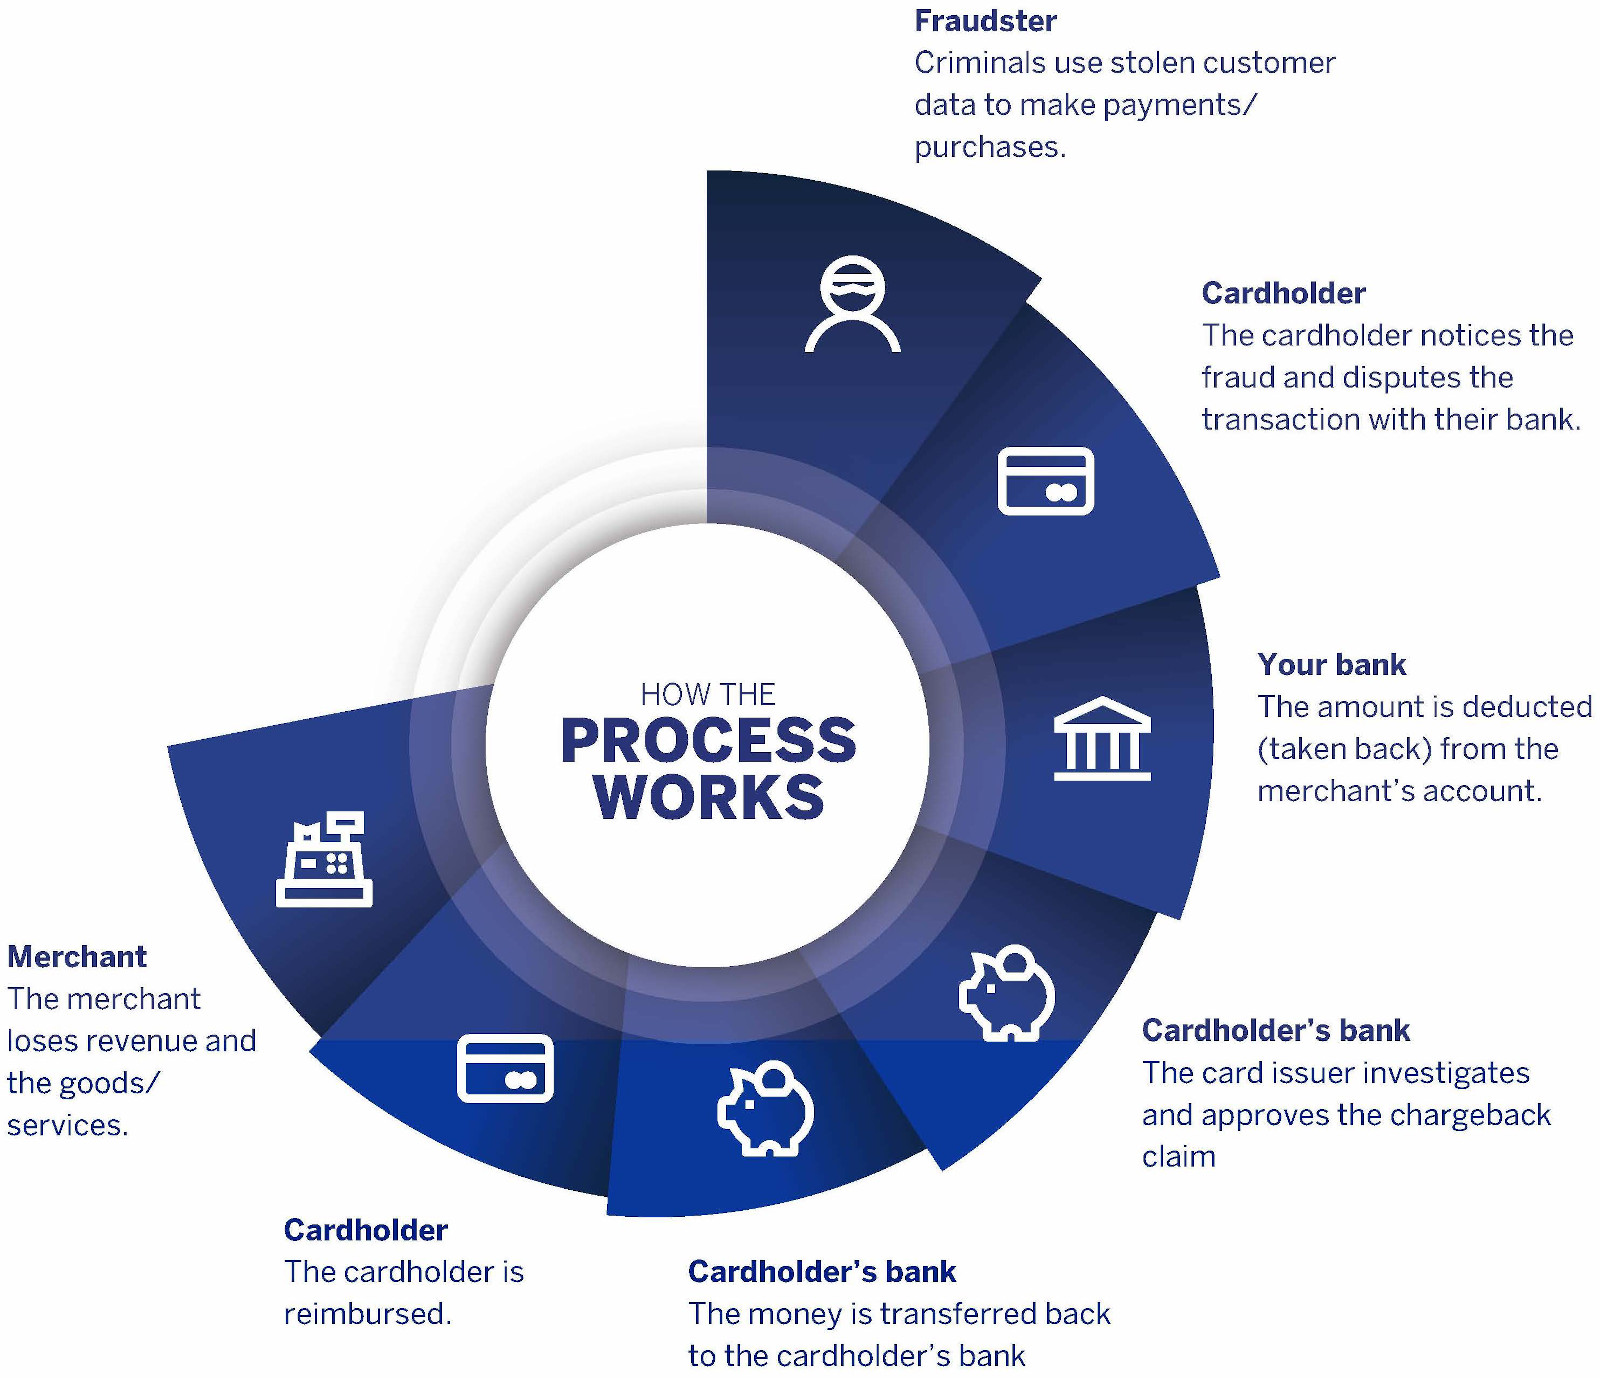 Fraudster
Criminals use stolen customer
data to make payments/
purchases.
Cardholder
The cardholder notices the
fraud and disputes the
transaction with their bank.
Your bank
The amount is deducted
(taken back) from the
merchant's account.
Cardholder's bank
The card issuer investigates
and approves the chargeback
claim
Cardholder's bank
The money is transferred back
to the cardholder's bank
Cardholder
The cardholder is
reimbursed.
Merchant
The merchant
loses revenue and
the goods/
services.
HOW THE
PROCESS
WORKS